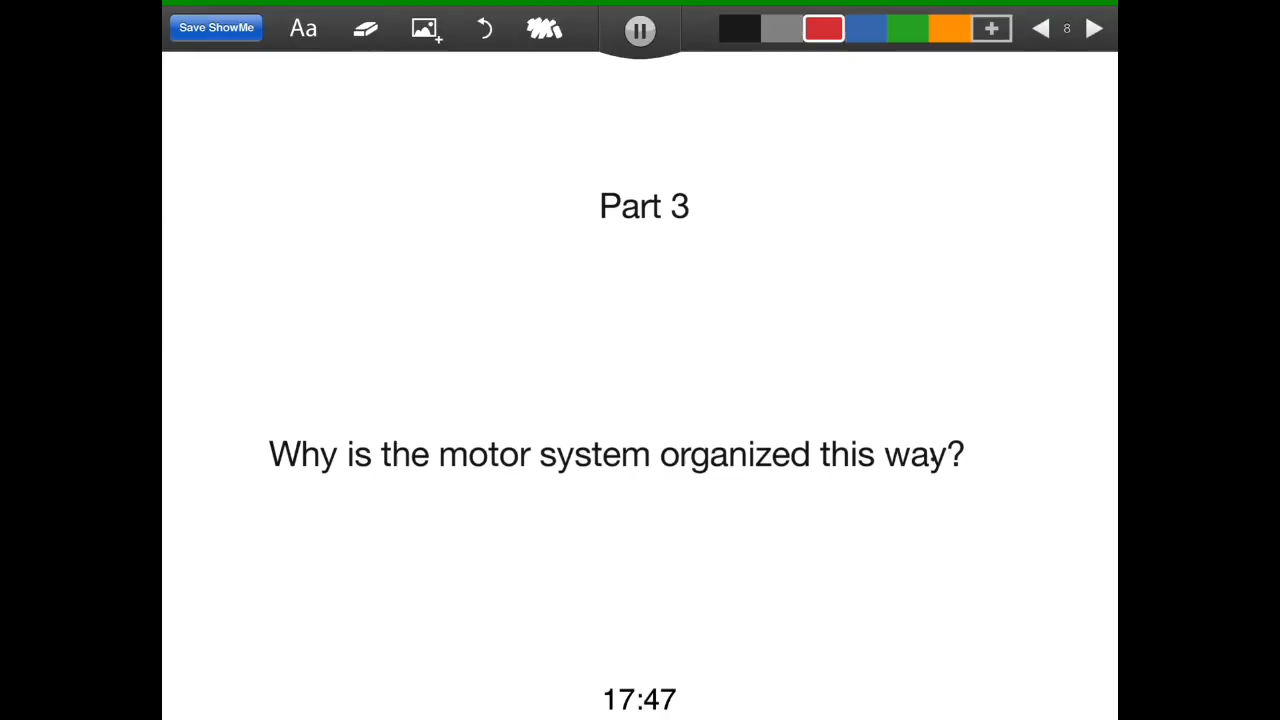 Save ShowMe
Aa
8
Part 3
Why is the motor system organized this way?
17:47